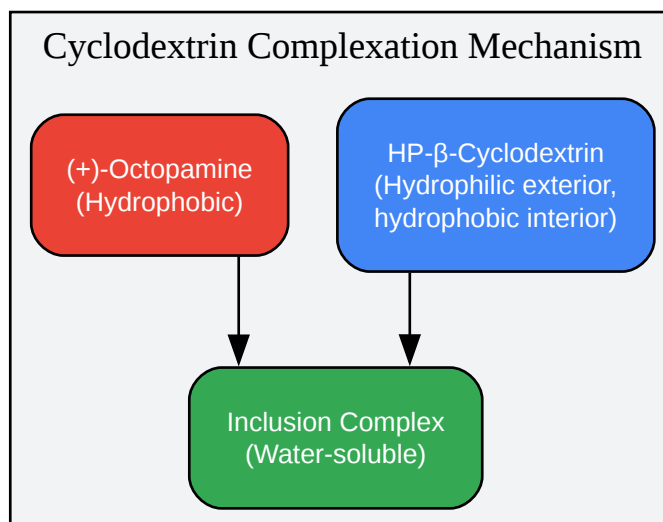 Cyclodextrin Complexation Mechanism
(+)-Octopamine
(Hydrophobic)
HP-β-Cyclodextrin
(Hydrophilic exterior,
hydrophobic interior)
Inclusion Complex
(Water-soluble)